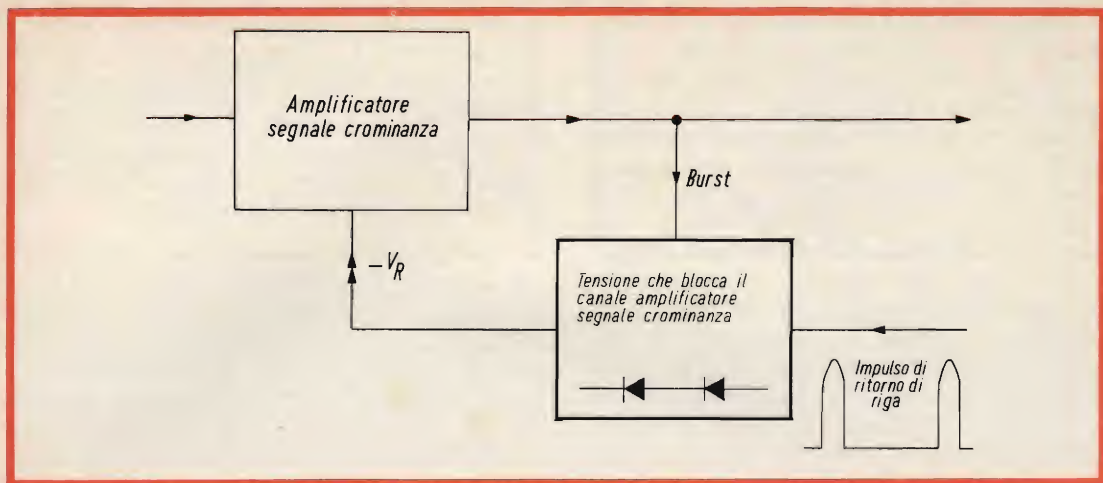 Amplificatore
segnale crominanza
Burst
–V_R
Tensione che blocca il
canale amplificatore
segnale crominanza
Impulso di
ritorno di
riga